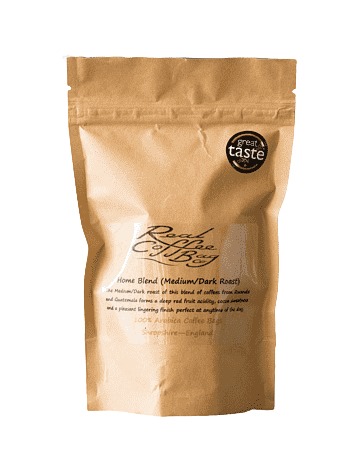 great
taste
Real
Coffee
Bag
Co
Home Blend (Medium/Dark Roast)
The Medium/Dark roast of this blend of coffees from Rwanda
and Guatemala forms a deep red fruit acidity, cocoa sweetness
and a pleasant lingering finish perfect at anytime of the day.
100% Arabica Coffee Bags
Shropshire-England